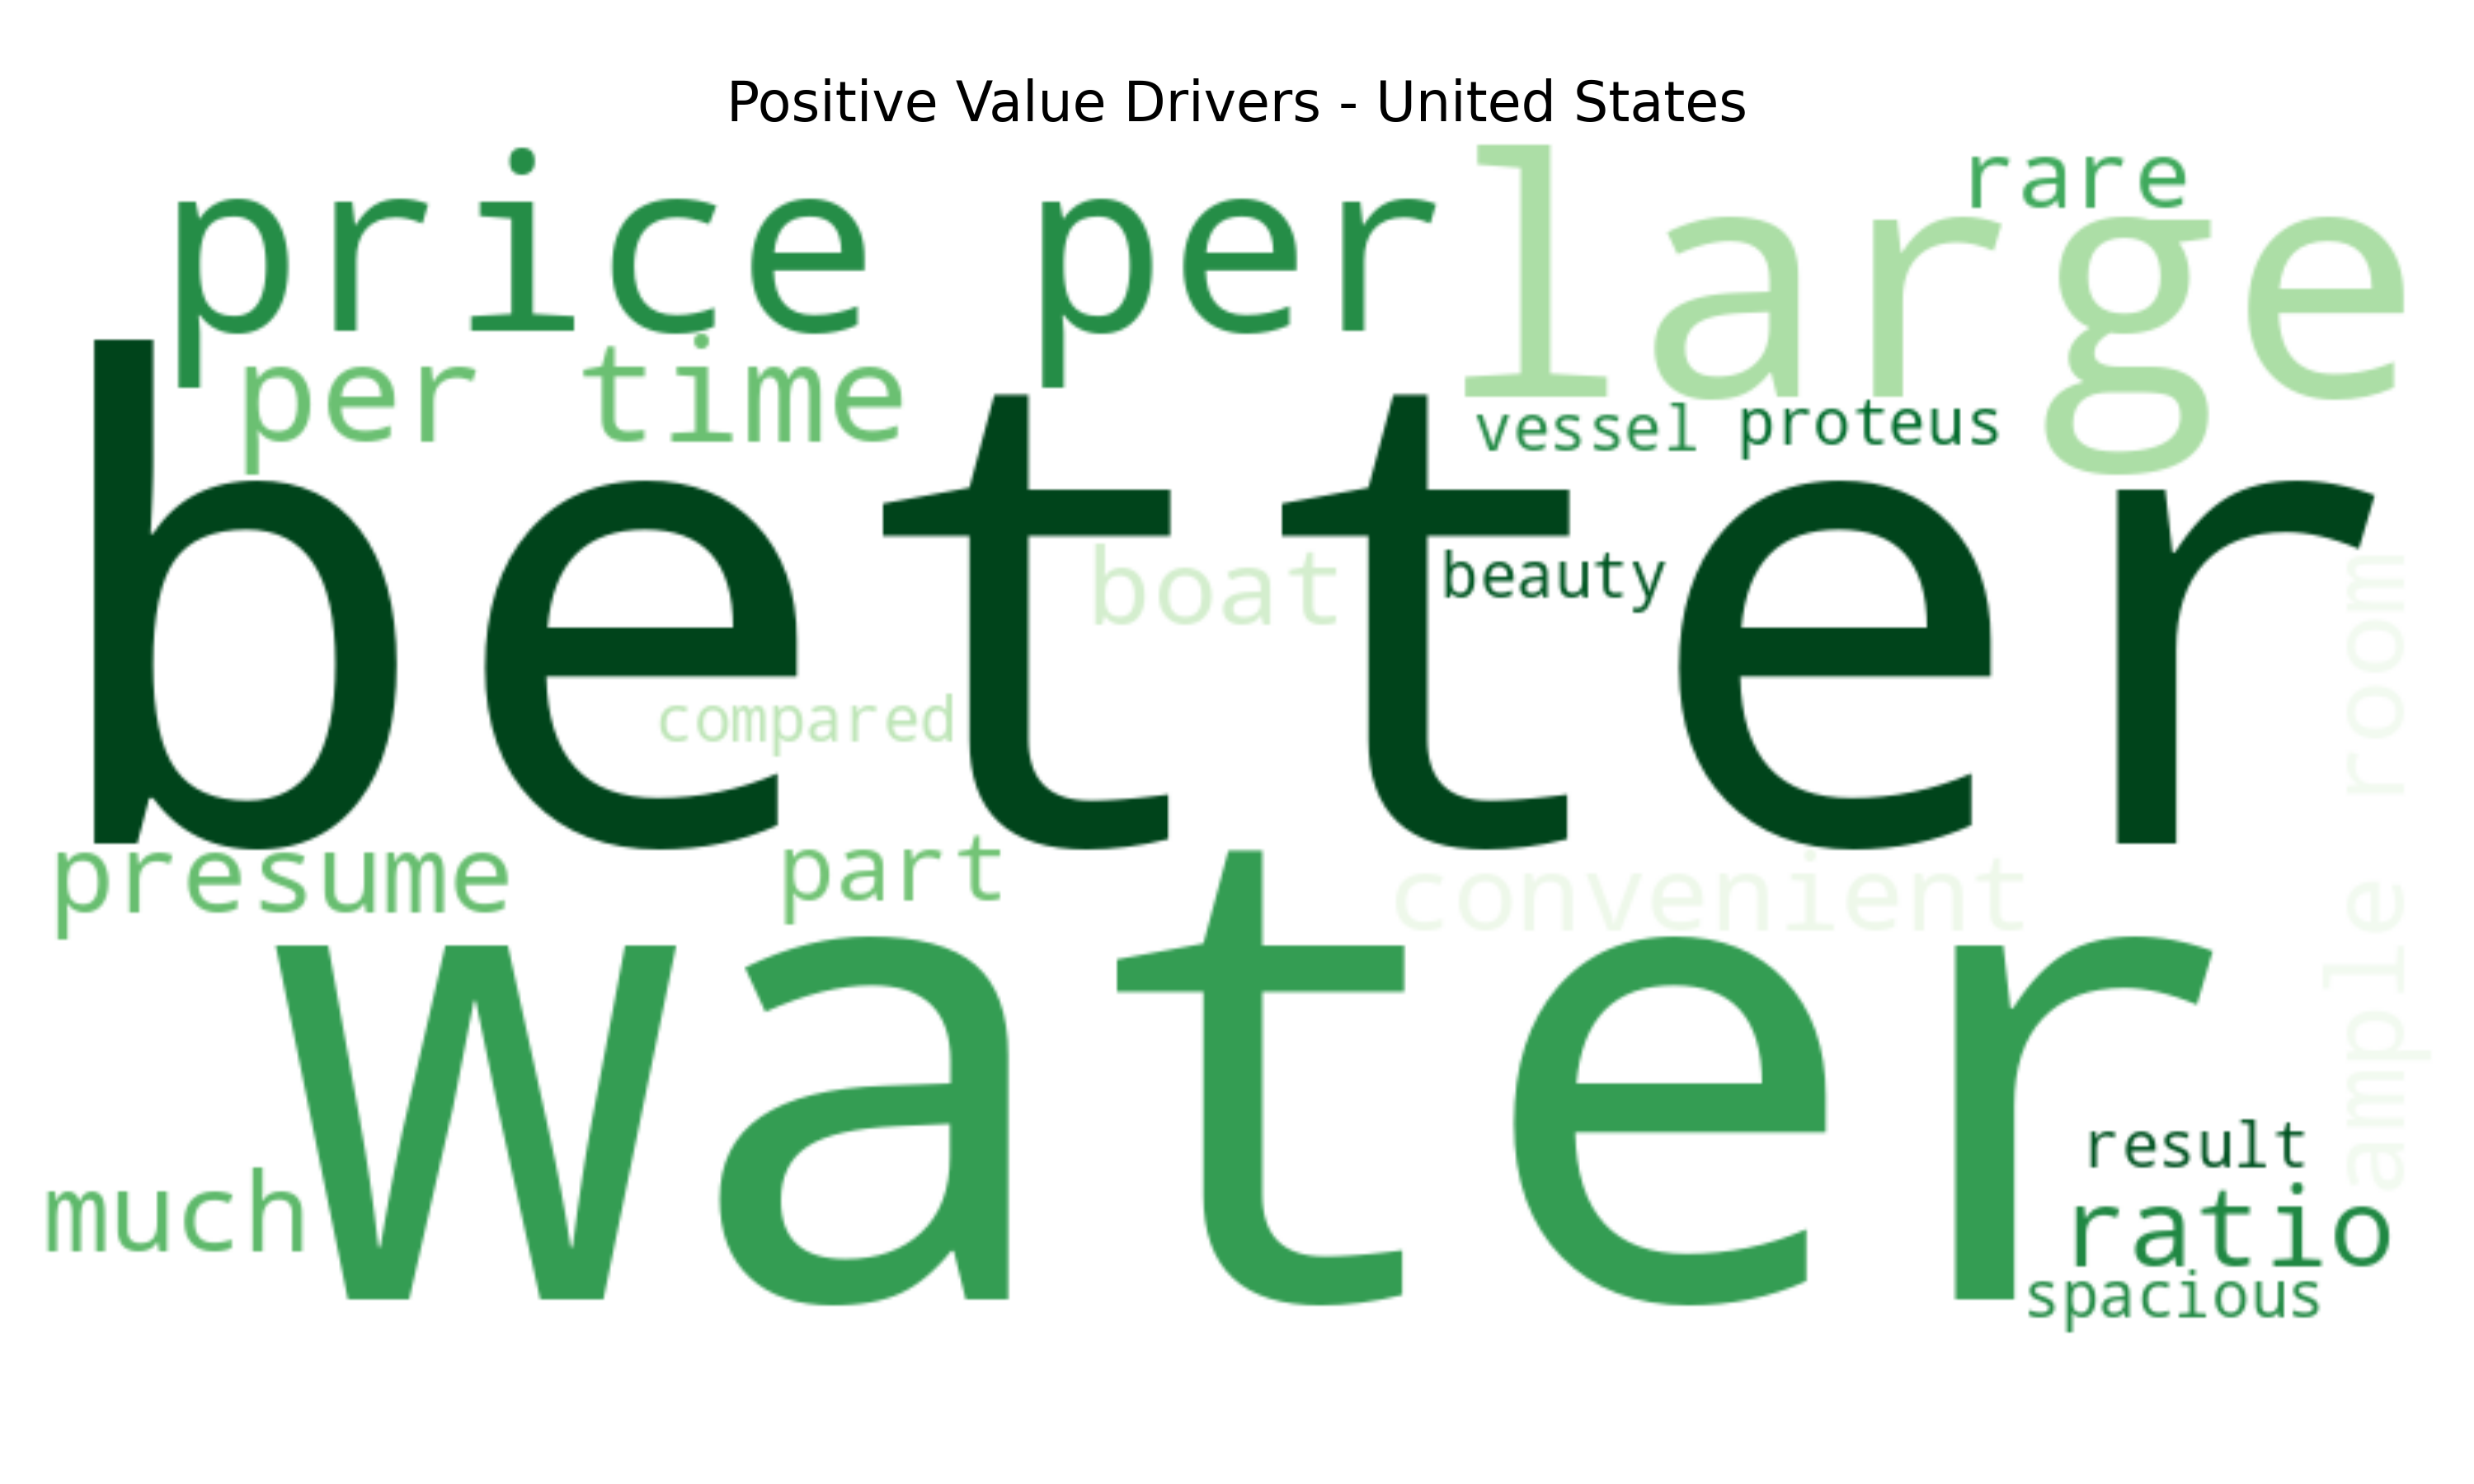 Positive Value Drivers - United States
price per
large
rare
per time
vessel
proteus
better
boat
beauty
compared
ample room
presume
part
convenient
water
much
result
ratio
spacious